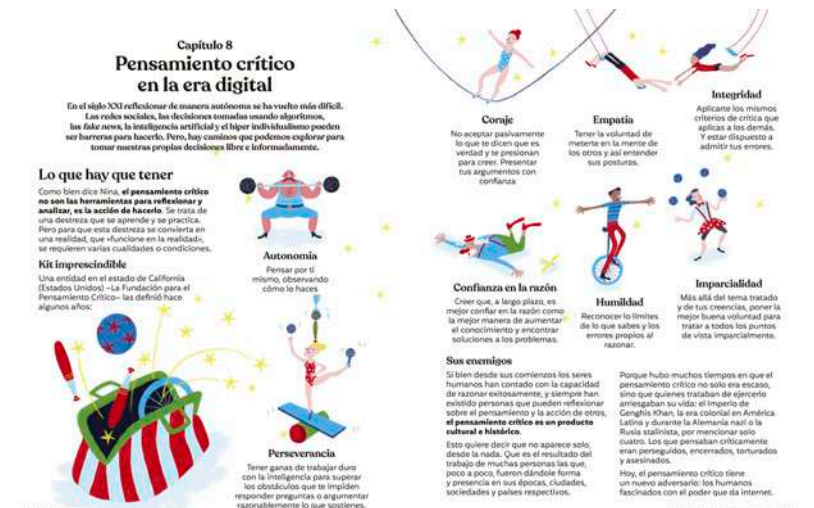 Capítulo 8
Pensamiento crítico
en la era digital
En el siglo XXI reflexionar de manera autónoma se ha vuelto más difícil.
Las redes sociales, las decisiones tomadas usando algoritmos,
las fake news, la inteligencia artificial y el hiper individualismo pueden
ser barreras para hacerlo. Pero, hay caminos que podemos explorar para
tomar nuestras propias decisiones libre e informadamente.
Lo que hay que tener
Como bien dice Nina, el pensamiento crítico
no son las herramientas para reflexionar y
analizar, es la acción de hacerlo. Se trata de
una destreza que se aprende y se practica.
Pero para que esta destreza se convierta en
una realidad, que «funcione en la realidad»,
se requieren varias cualidades o condiciones.
Kit imprescindible
Una entidad en el estado de California
(Estados Unidos) –La Fundación para el
Pensamiento Crítico– las definió hace
algunos años:
Autonomía
Pensar por ti
mismo, observando
cómo lo haces
Perseverancia
Tener ganas de trabajar duro
con la inteligencia para superar
los obstáculos que te impiden
responder preguntas o argumentar
razonablemente lo que sostienes.
Coraje
No aceptar pasivamente
lo que te dicen que es
verdad y te presionan
para creer. Presentar
tus argumentos con
confianza
Empatía
Tener la voluntad de
meterte en la mente de
los otros y así entender
sus posturas.
Integridad
Aplicarte los mismos
criterios de crítica que
aplicas a los demás.
Y estar dispuesto a
admitir tus errores.
Confianza en la razón
Creer que, a largo plazo, es
mejor confiar en la razón como
la mejor manera de aumentar
el conocimiento y encontrar
soluciones a los problemas.
Humildad
Reconocer lo límites
de lo que sabes y los
errores propios al
razonar.
Imparcialidad
Más allá del tema tratado
y de tus creencias, poner la
mejor buena voluntad para
tratar a todos los puntos
de vista imparcialmente.
Sus enemigos
Si bien desde sus comienzos los seres
humanos han contado con la capacidad
de razonar exitosamente, y siempre han
existido personas que pueden reflexionar
sobre el pensamiento y la acción de otros,
el pensamiento crítico es un producto
cultural e histórico.
Esto quiere decir que no aparece solo,
desde la nada. Que es el resultado del
trabajo de muchas personas las que,
poco a poco, fueron dándole forma
y presencia en sus épocas, ciudades,
sociedades y países respectivos.
Porque hubo muchos tiempos en que el
pensamiento crítico no solo era escaso,
sino que quienes trataban de ejercerlo
arriesgaban su vida: el Imperio de
Genghis Khan, la era colonial en América
Latina y durante la Alemania nazi o la
Rusia stalinista, por mencionar solo
cuatro. Los que pensaban críticamente
eran perseguidos, encerrados, torturados
y asesinados.
Hoy, el pensamiento crítico tiene
un nuevo adversario: los humanos
fascinados con el poder que da internet.